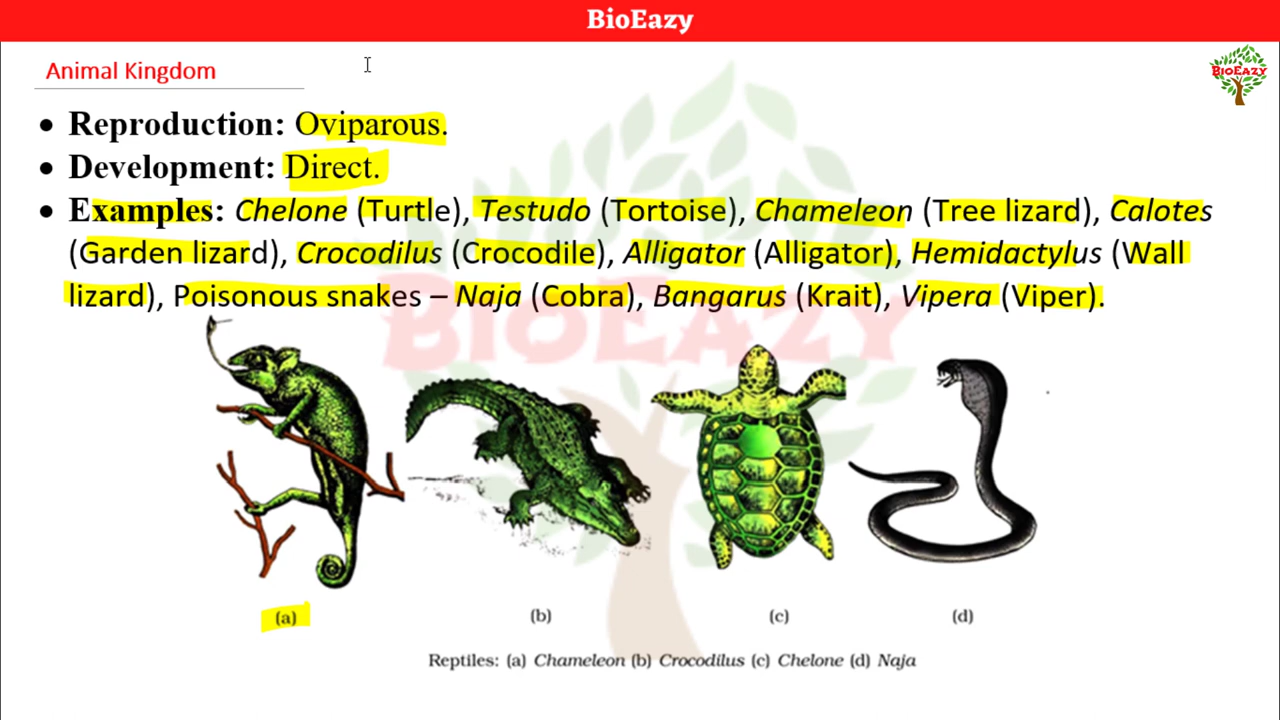 BioEazy
Animal Kingdom
BIOEAZY
• Reproduction: Oviparous.
• Development: Direct.
• Examples: Chelone (Turtle), Testudo (Tortoise), Chameleon (Tree lizard), Calotes
(Garden lizard), Crocodilus (Crocodile), Alligator (Alligator), Hemidactylus (Wall
lizard), Poisonous snakes – Naja (Cobra), Bangarus (Krait), Vipera (Viper).
BIOEAZY
(a) (b) (c) (d)
Reptiles: (a) Chameleon (b) Crocodilus (c) Chelone (d) Naja